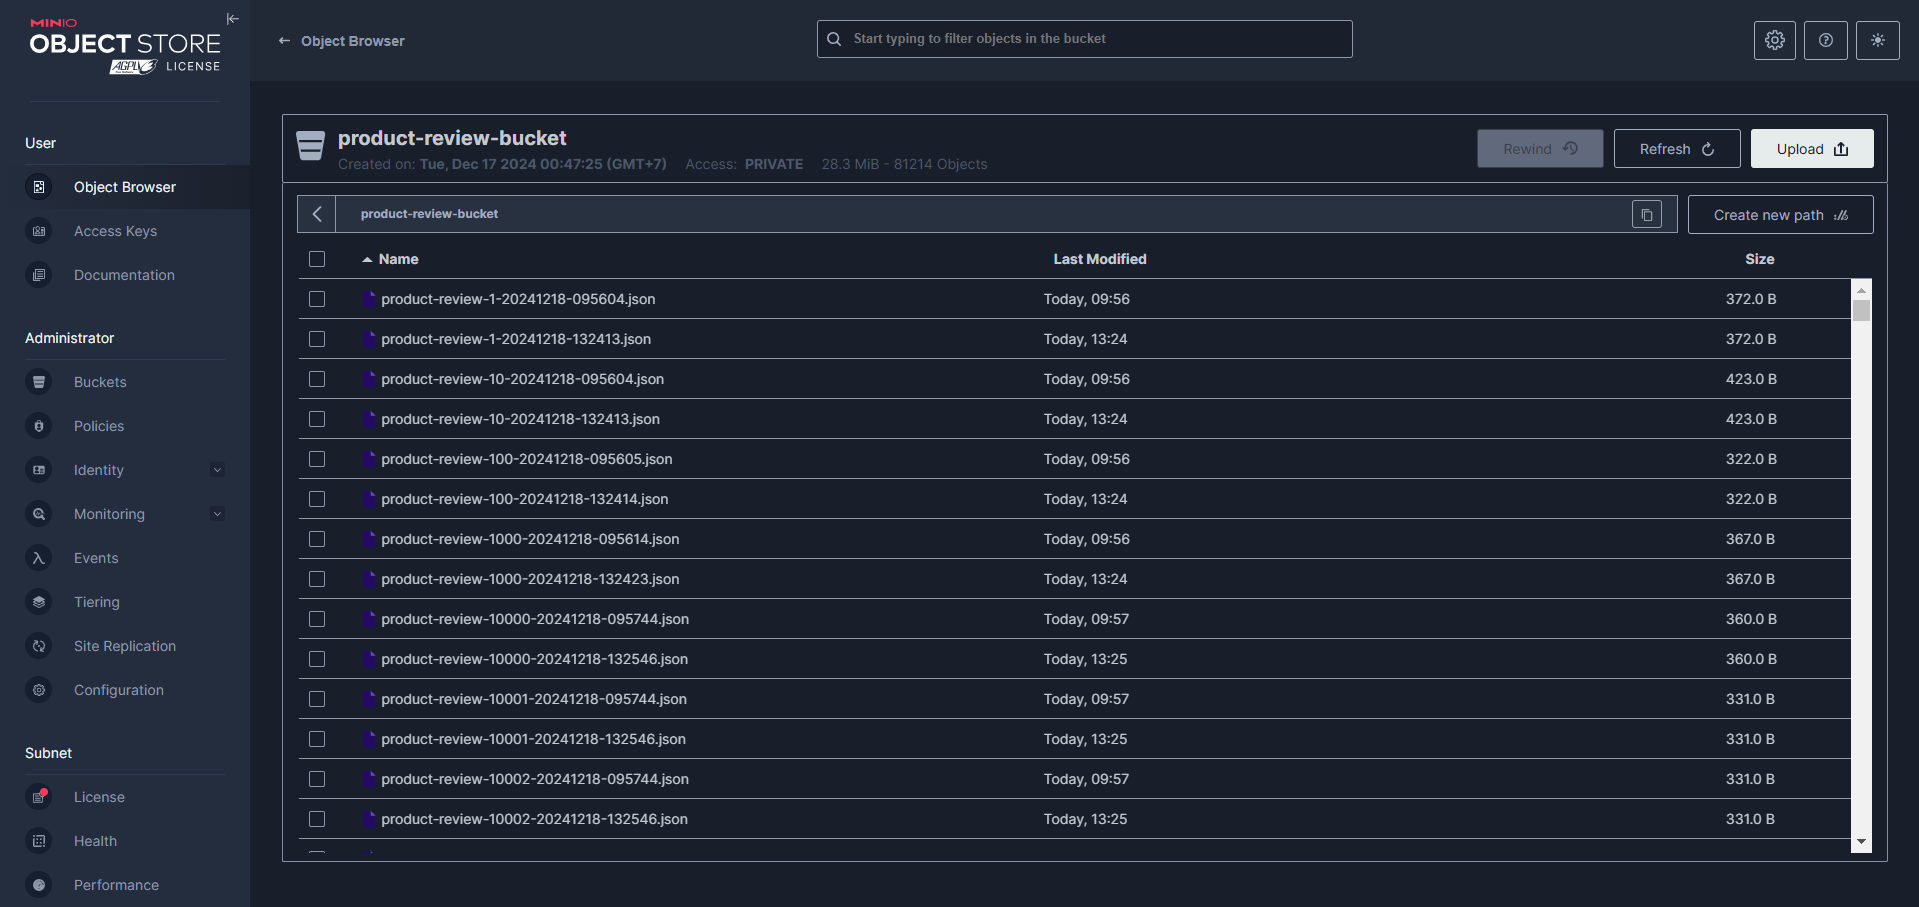 MINIO
OBJECT STORE
AGPLv3 LICENSE
User
Object Browser
Access Keys
Documentation
Administrator
Buckets
Policies
Identity
Monitoring
Events
Tiering
Site Replication
Configuration
Subnet
License
Health
Performance
← Object Browser
Start typing to filter objects in the bucket
product-review-bucket
Created on: Tue, Dec 17 2024 00:47:25 (GMT+7) Access: PRIVATE 28.3 MiB - 81214 Objects
Rewind Refresh Upload
product-review-bucket
Create new path
Name Last Modified Size
product-review-1-20241218-095604.json Today, 09:56 372.0 B
product-review-1-20241218-132413.json Today, 13:24 372.0 B
product-review-10-20241218-095604.json Today, 09:56 423.0 B
product-review-10-20241218-132413.json Today, 13:24 423.0 B
product-review-100-20241218-095605.json Today, 09:56 322.0 B
product-review-100-20241218-132414.json Today, 13:24 322.0 B
product-review-1000-20241218-095614.json Today, 09:56 367.0 B
product-review-1000-20241218-132423.json Today, 13:24 367.0 B
product-review-10000-20241218-095744.json Today, 09:57 360.0 B
product-review-10000-20241218-132546.json Today, 13:25 360.0 B
product-review-10001-20241218-095744.json Today, 09:57 331.0 B
product-review-10001-20241218-132546.json Today, 13:25 331.0 B
product-review-10002-20241218-095744.json Today, 09:57 331.0 B
product-review-10002-20241218-132546.json Today, 13:25 331.0 B